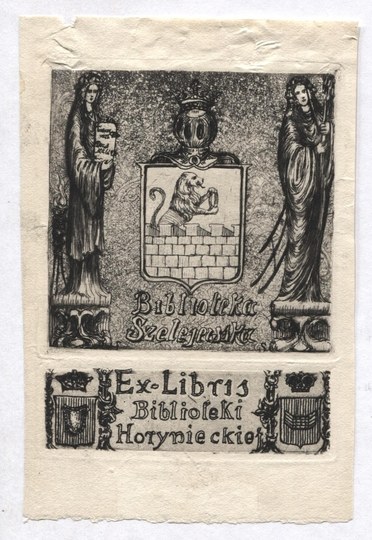 Biblioteka
Szelejewska
Ex-Libris
Biblioteki
Horynieckiej